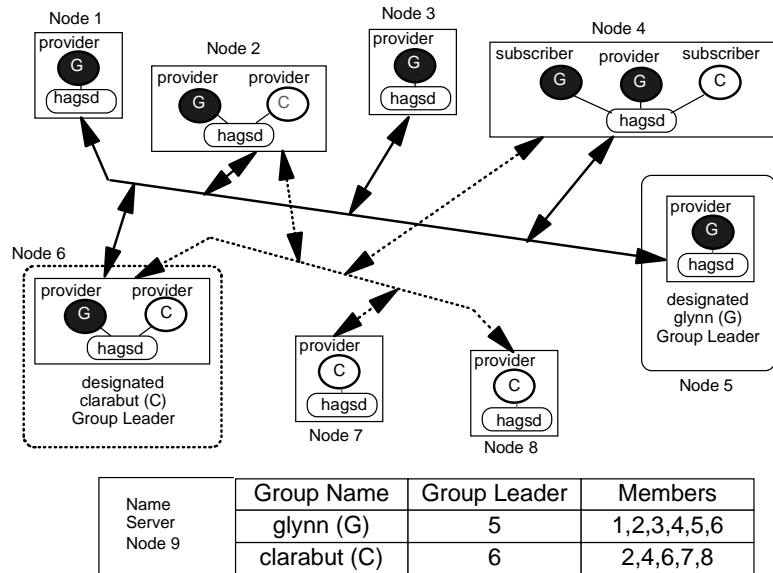 Node 1
provider
G
hagsd
Node 2
provider provider
G C
hagsd
Node 3
provider
G
hagsd
Node 4
subscriber provider subscriber
G G C
hagsd
provider
G
hagsd
designated
glynn (G)
Group Leader
Node 5
Node 6
provider provider
G C
hagsd
designated
clarabut (C)
Group Leader
provider
C
hagsd
Node 7
provider
C
hagsd
Node 8
Name
Server
Node 9
Group Name Group Leader Members
glynn (G) 5 1,2,3,4,5,6
clarabut (C) 6 2,4,6,7,8